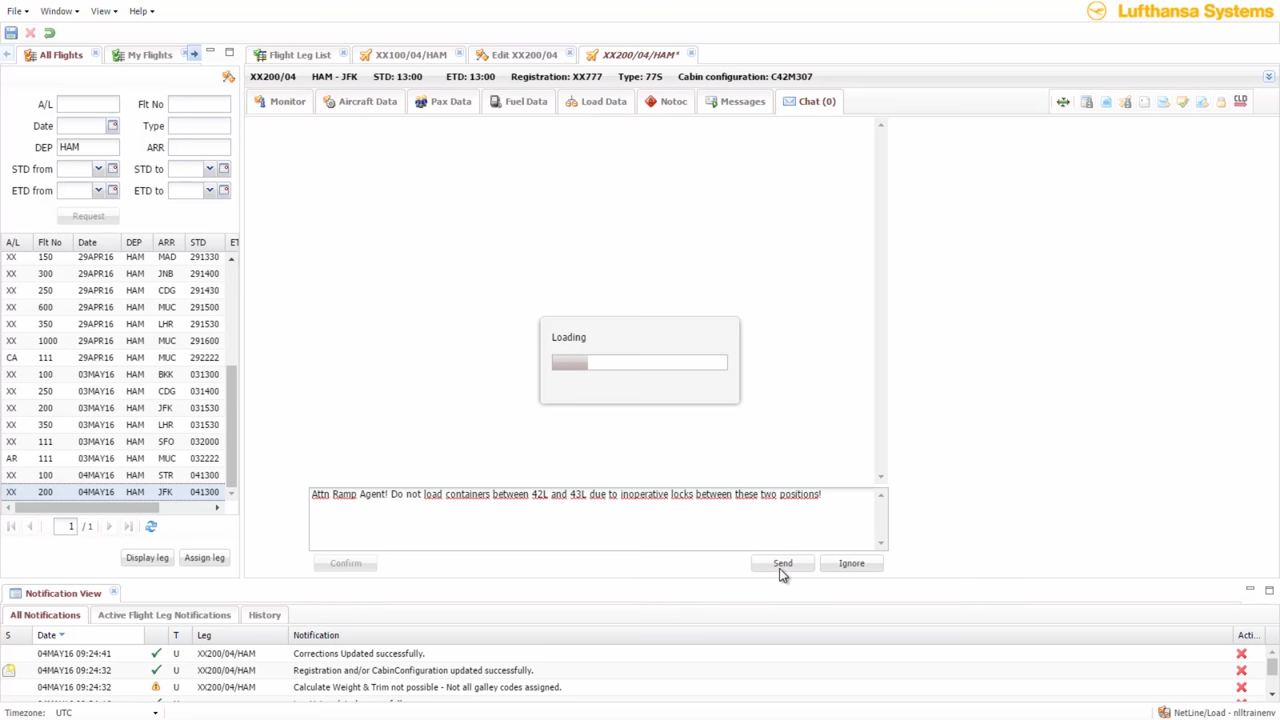 File Window View Help
Lufthansa Systems
All Flights My Flights
Flight Leg List XX100/04/HAM Edit XX200/04 XX200/04/HAM*
XX200/04 HAM - JFK STD: 13:00 ETD: 13:00 Registration: XX777 Type: 77S Cabin configuration: C42M307
Monitor Aircraft Data Pax Data Fuel Data Load Data Notoc Messages Chat (0)
CLD
A/L Flt No
Date Type
DEP HAM ARR
STD from STD to
ETD from ETD to
Request
A/L Flt No Date DEP ARR STD ET
XX 150 29APR16 HAM MAD 291330
XX 300 29APR16 HAM JNB 291400
XX 250 29APR16 HAM CDG 291430
XX 600 29APR16 HAM MUC 291500
XX 350 29APR16 HAM LHR 291530
XX 1000 29APR16 HAM MUC 291600
CA 111 29APR16 HAM MUC 292222
XX 100 03MAY16 HAM BKK 031300
XX 250 03MAY16 HAM CDG 031400
XX 200 03MAY16 HAM JFK 031530
XX 350 03MAY16 HAM LHR 031530
XX 111 03MAY16 HAM SFO 032000
AR 111 03MAY16 HAM MUC 032222
XX 100 04MAY16 HAM STR 041300
XX 200 04MAY16 HAM JFK 041300
1 / 1
Display leg Assign leg
Loading
Attn Ramp Agent! Do not load containers between 42L and 43L due to inoperative locks between these two positions!
Confirm Send Ignore
Notification View
All Notifications Active Flight Leg Notifications History
S Date T Leg Notification Acti...
04MAY16 09:24:41 U XX200/04/HAM Corrections Updated successfully.
04MAY16 09:24:32 U XX200/04/HAM Registration and/or CabinConfiguration updated successfully.
04MAY16 09:24:32 U XX200/04/HAM Calculate Weight & Trim not possible - Not all galley codes assigned.
Timezone: UTC
NetLine/Load - nlltrainenv